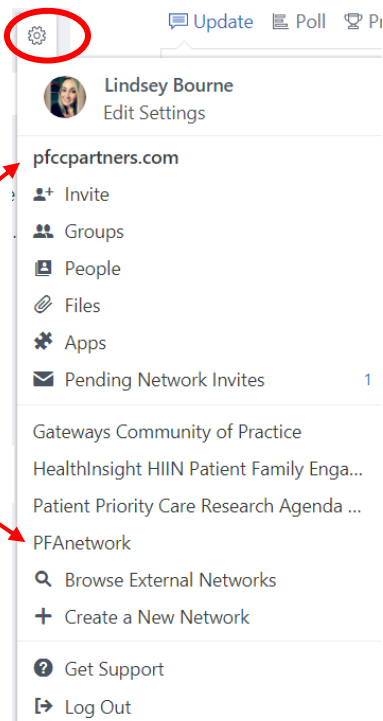 Update Poll Pr
Lindsey Bourne
Edit Settings
pfccpartners.com
Invite
Groups
People
Files
Apps
Pending Network Invites 1
Gateways Community of Practice
HealthInsight HIIN Patient Family Enga...
Patient Priority Care Research Agenda ...
PFAnetwork
Browse External Networks
Create a New Network
Get Support
Log Out